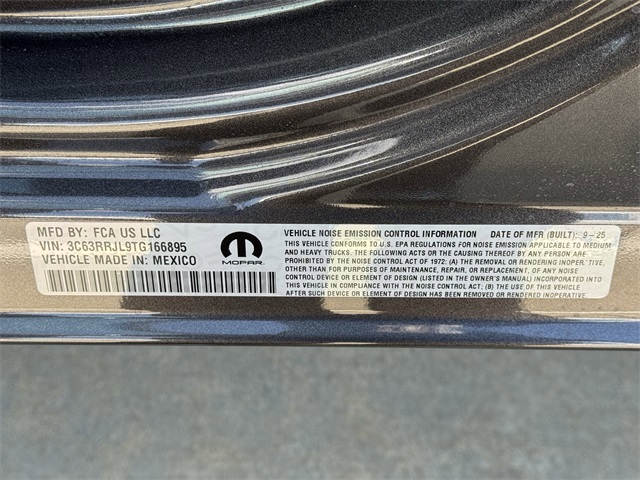 MFD BY: FCA US LLC
VIN: 3C63RRJL9TG166895
VEHICLE MADE IN: MEXICO
MOPAR
VEHICLE NOISE EMISSION CONTROL INFORMATION DATE OF MFR (BUILT): 9-25
THIS VEHICLE CONFORMS TO U.S. EPA REGULATIONS FOR NOISE EMISSION APPLICABLE TO MEDIUM
AND HEAVY TRUCKS. THE FOLLOWING ACTS OR THE CAUSING THEREOF BY ANY PERSON ARE
PROHIBITED BY THE NOISE CONTROL ACT OF 1972: (A) THE REMOVAL OR RENDERING INOPERATIVE,
OTHER THAN FOR PURPOSES OF MAINTENANCE, REPAIR, OR REPLACEMENT, OF ANY NOISE
CONTROL DEVICE OR ELEMENT OF DESIGN (LISTED IN THE OWNER'S MANUAL) INCORPORATED INTO
THIS VEHICLE IN COMPLIANCE WITH THE NOISE CONTROL ACT; (B) THE USE OF THIS VEHICLE
AFTER SUCH DEVICE OR ELEMENT OF DESIGN HAS BEEN REMOVED OR RENDERED INOPERATIVE.